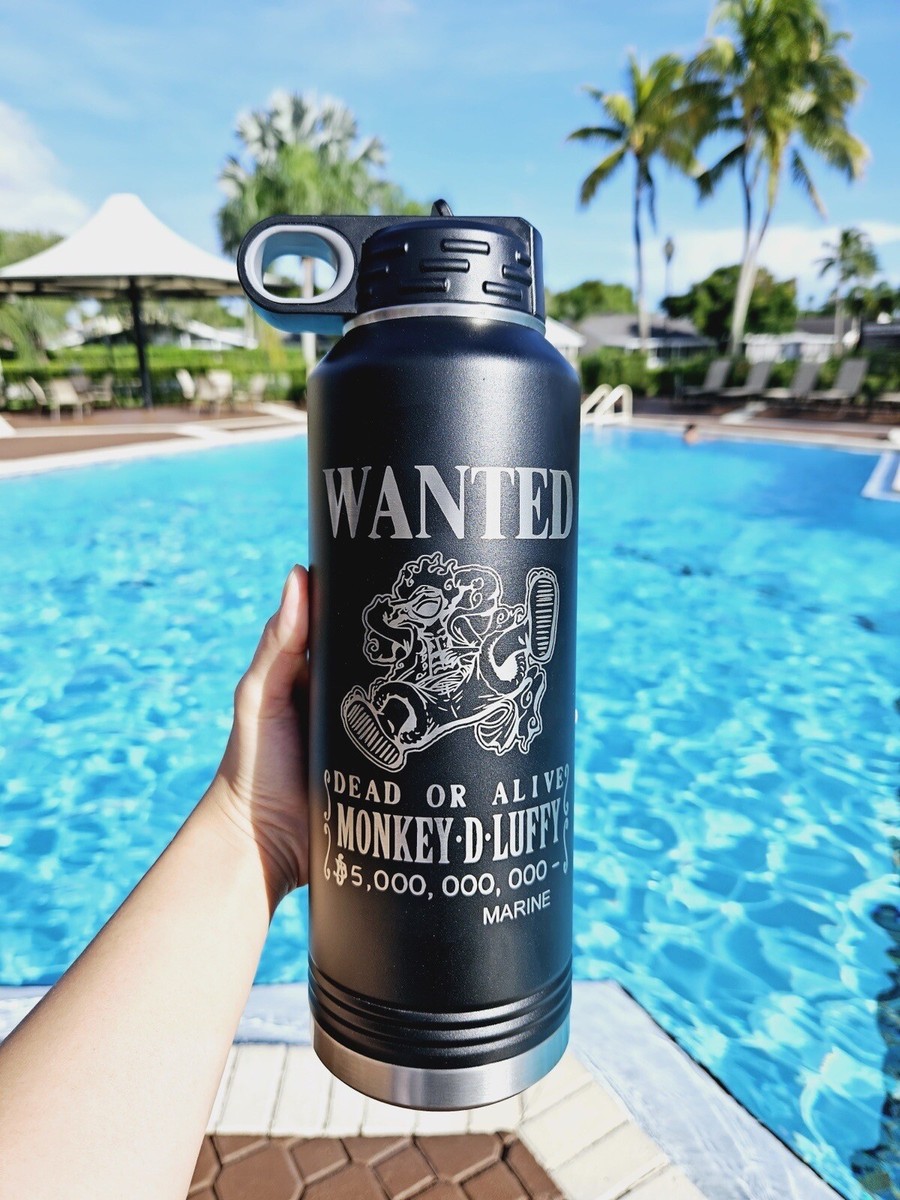 WANTED
DEAD OR ALIVE
MONKEY·D·LUFFY
฿5,000,000,000-
MARINE